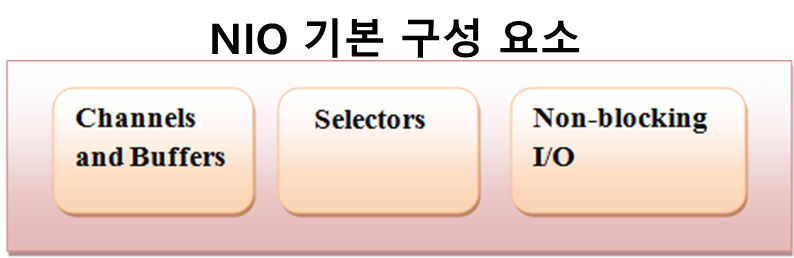 NIO 기본 구성 요소
Channels
and Buffers
Selectors
Non-blocking
I/O